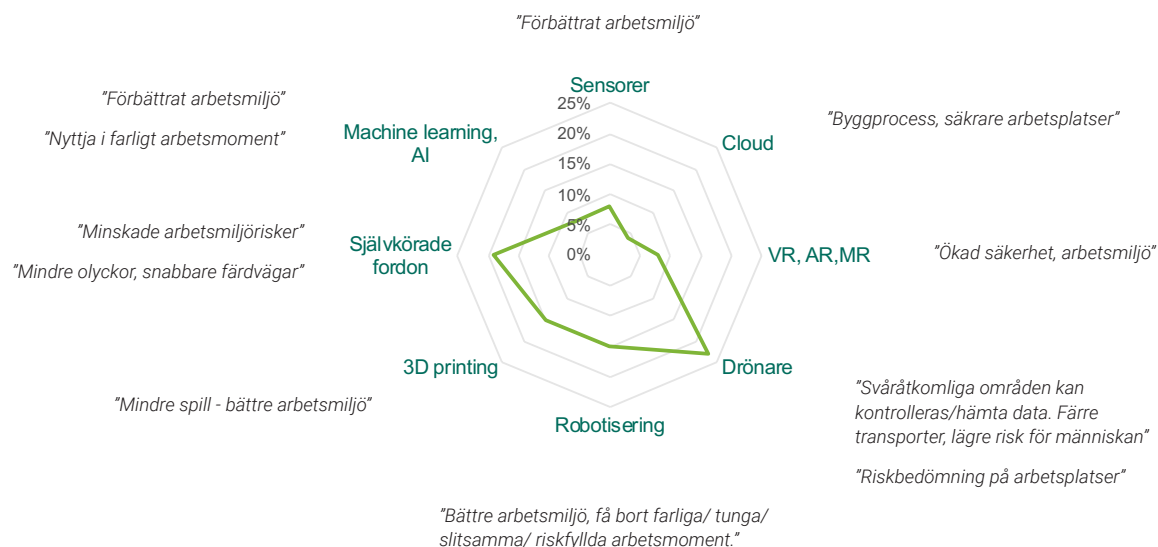 ”Förbättrat arbetsmiljö”
Sensorer
25%
20%
15%
10%
5%
0%
”Förbättrat arbetsmiljö”
”Nyttja i farligt arbetsmoment”
Machine learning,
AI
Cloud
”Byggprocess, säkrare arbetsplatser”
”Minskade arbetsmiljörisker”
”Mindre olyckor, snabbare färdvägar”
Självkörade
fordon
VR, AR,MR
”Ökad säkerhet, arbetsmiljö”
3D printing
Drönare
”Mindre spill - bättre arbetsmiljö”
”Svåråtkomliga områden kan
kontrolleras/hämta data. Färre
transporter, lägre risk för människan”
”Riskbedömning på arbetsplatser”
Robotisering
”Bättre arbetsmiljö, få bort farliga/ tunga/
slitsamma/ riskfyllda arbetsmoment.”